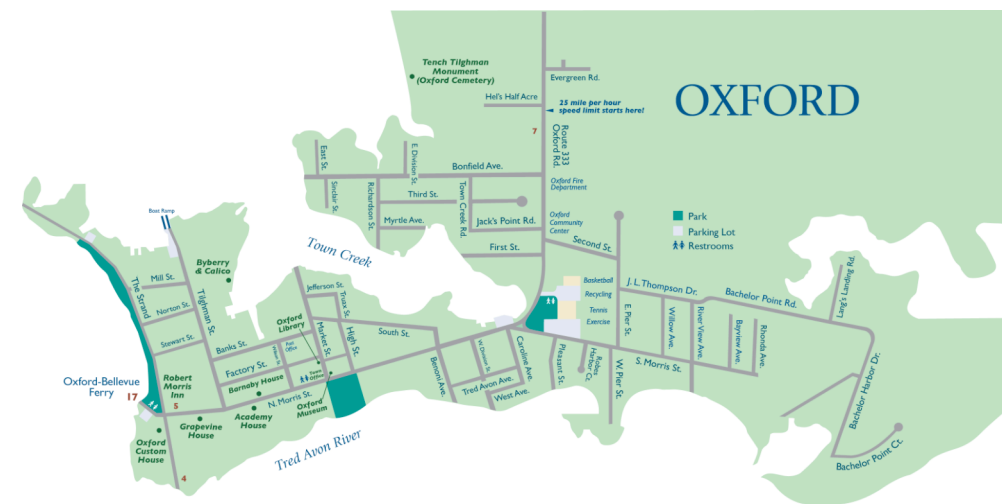 OXFORD
Tench Tilghman
Monument
(Oxford Cemetery)
Evergreen Rd.
Hel's Half Acre
25 mile per hour
speed limit starts here!
7
Route 333
Oxford Rd.
East St.
E. Division St.
Bonfield Ave.
Sinclair St.
Richardson St.
Third St.
Town Creek Rd.
Oxford Fire
Department
Myrtle Ave.
Jack's Point Rd.
Oxford
Community
Center
First St.
Second St.
Park
Parking Lot
Restrooms
Boat Ramp
Town Creek
Byberry
& Calico
Mill St.
The Strand
Tilghman St.
Norton St.
Stewart St.
Banks St.
Jefferson St.
Truax St.
Oxford
Library
Market St.
High St.
South St.
Post
Office
Factory St.
Wilson St.
Town
Office
Basketball
Recycling
Tennis
Exercise
J. L. Thompson Dr.
Bachelor Point Rd.
Lang's Landing Rd.
E. Pier St.
Willow Ave.
River View Ave.
Bayview Ave.
Rhonda Ave.
Oxford-Bellevue
Ferry
17
Robert
Morris
Inn
5
Barnaby House
N. Morris St.
Oxford
Museum
Benoni Ave.
W. Division St.
Tred Avon Ave.
West Ave.
Caroline Ave.
Pleasant St.
Robes
Harbor Ct.
W. Pier St.
S. Morris St.
Bachelor Harbor Dr.
Bachelor Point Ct.
Grapevine
House
Academy
House
Oxford
Custom
House
4
Tred Avon River